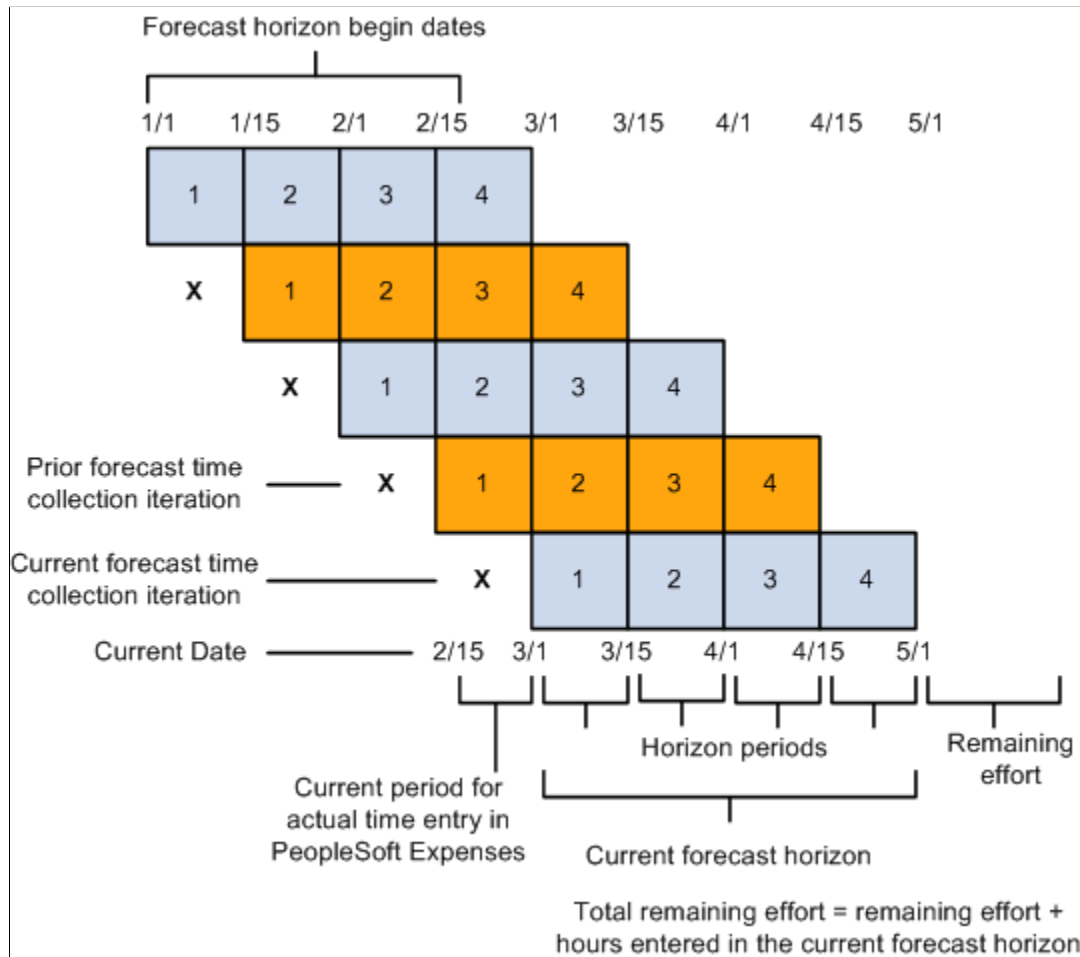 Forecast horizon begin dates
1/1 1/15 2/1 2/15 3/1 3/15 4/1 4/15 5/1
1 2 3 4
X 1 2 3 4
X 1 2 3 4
Prior forecast time
collection iteration
X 1 2 3 4
Current forecast time
collection iteration
X 1 2 3 4
Current Date
2/15 3/1 3/15 4/1 4/15 5/1
Horizon periods
Remaining
effort
Current period for
actual time entry in
PeopleSoft Expenses
Current forecast horizon
Total remaining effort = remaining effort +
hours entered in the current forecast horizon